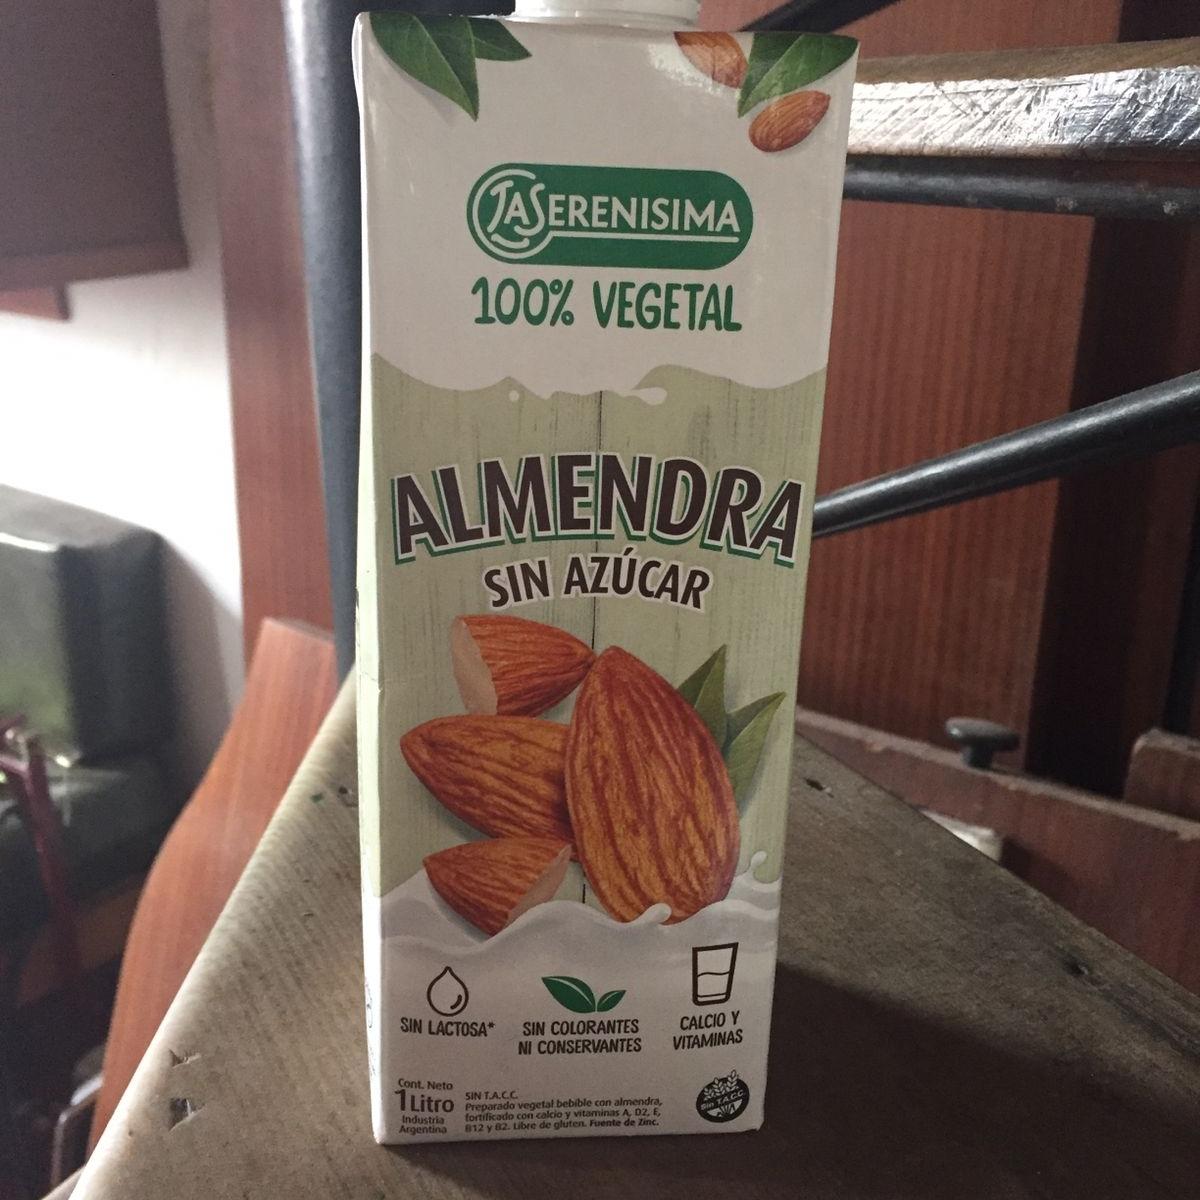 LASERENISIMA
100% VEGETAL
ALMENDRA
SIN AZÚCAR
SIN LACTOSA*
SIN COLORANTES
NI CONSERVANTES
CALCIO Y
VITAMINAS
Cont. Neto
1 Litro
Industria
Argentina
SIN T.A.C.C.
Preparado vegetal bebible con almendra,
fortificado con calcio y vitaminas A, D2, E,
B12 y B2. Libre de gluten. Fuente de Zinc.
Sin T.A.C.C.